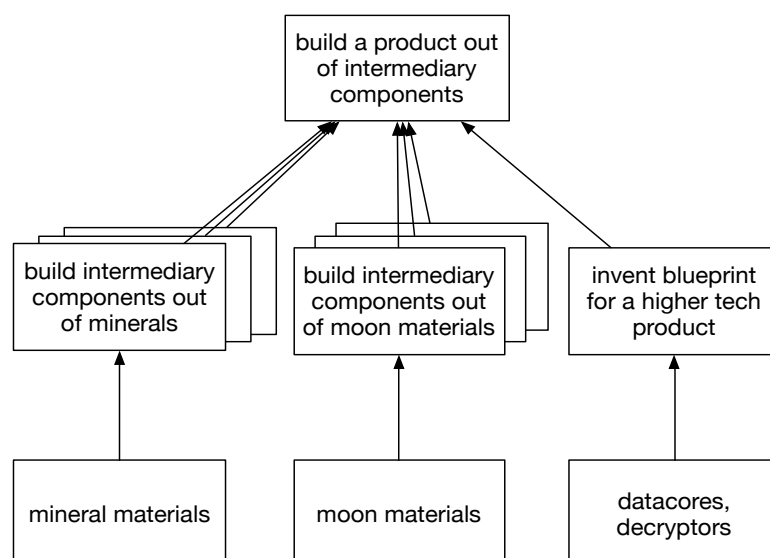 build a product out
of intermediary
components
build intermediary
components out
of minerals
build intermediary
components out
of moon materials
invent blueprint
for a higher tech
product
mineral materials
moon materials
datacores,
decryptors